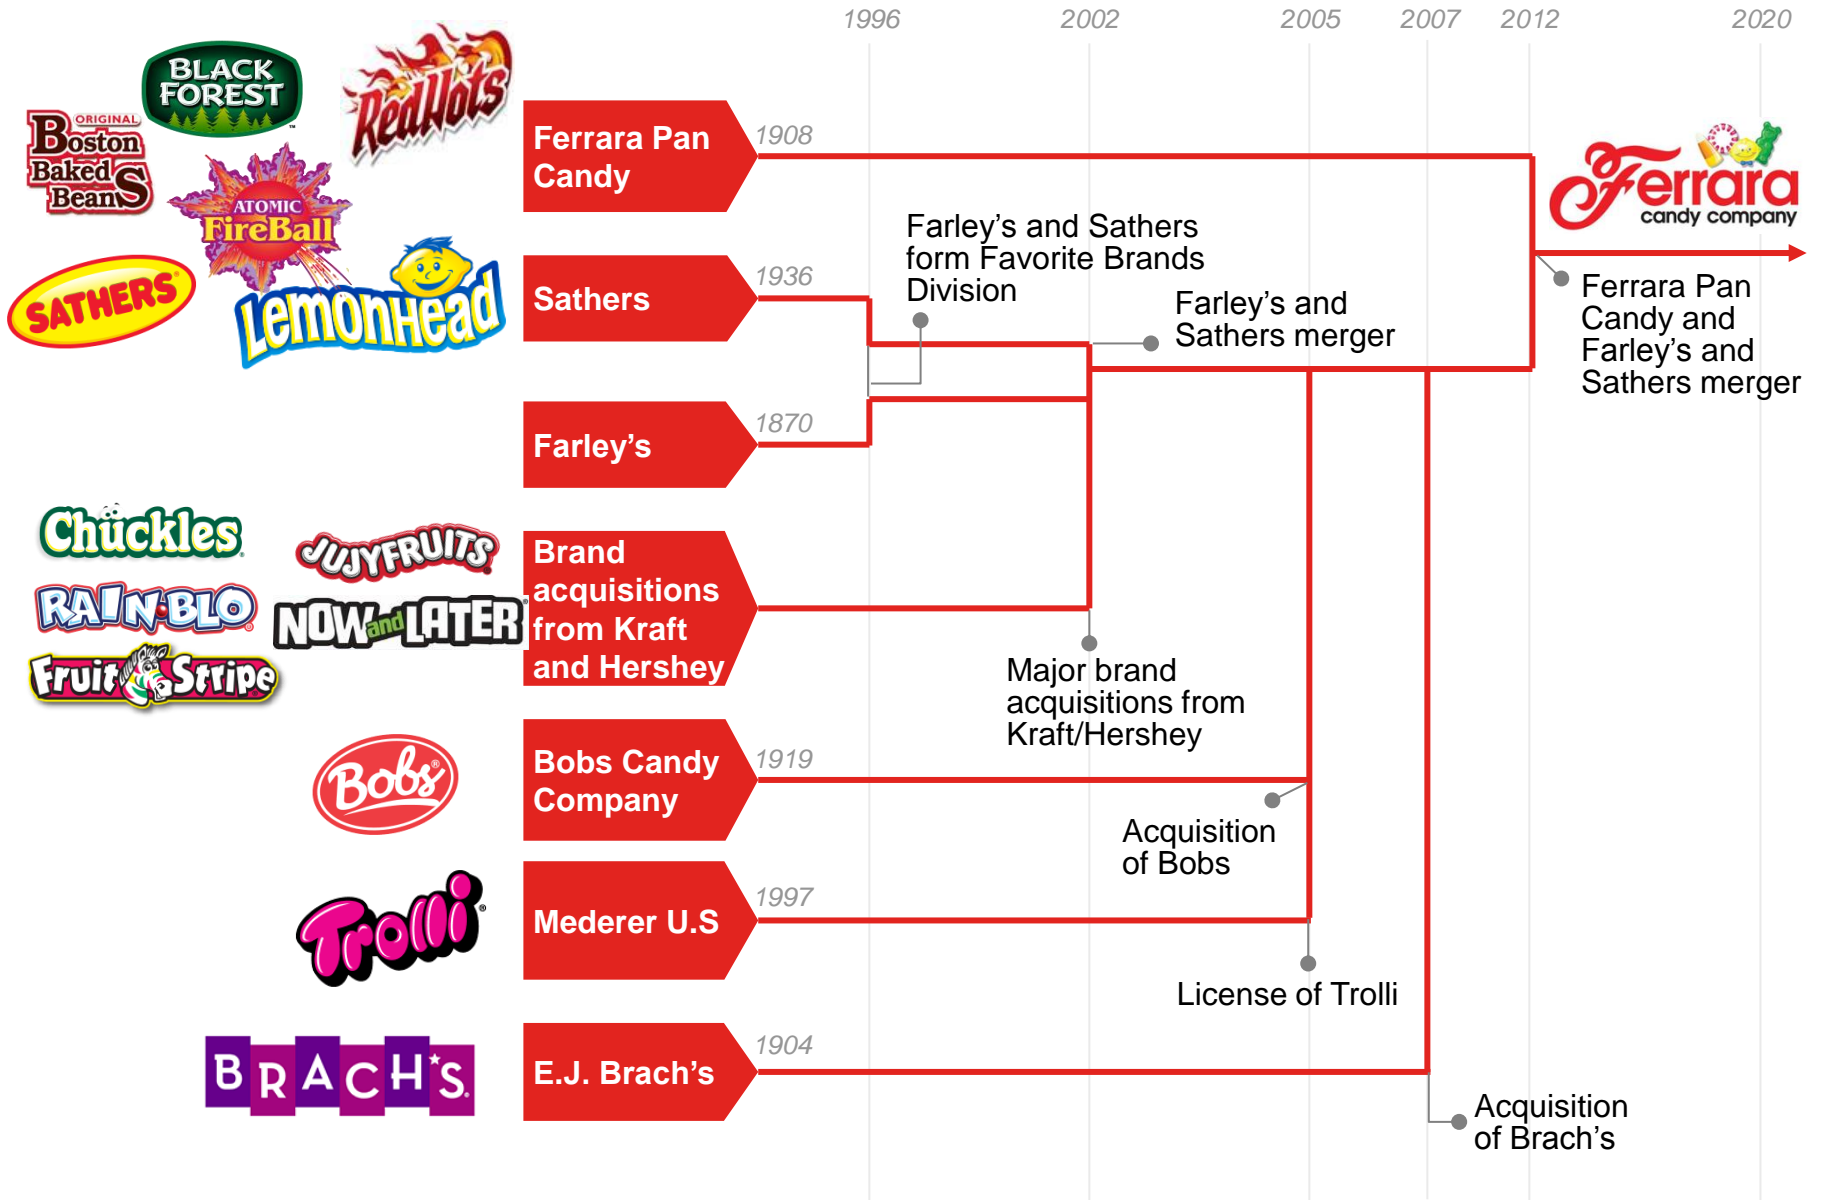 1996
2002
2005
2007
2012
2020
BLACK
FOREST
™
RedHots
ORIGINAL
Boston
Baked
BeanS
ATOMIC
FireBall
SATHERS®
LemonHead
Ferrara Pan
Candy
1908
Ferrara
candy company
Farley’s and Sathers
form Favorite Brands
Division
Sathers
1936
Farley’s and
Sathers merger
Ferrara Pan
Candy and
Farley’s and
Sathers merger
Farley’s
1870
Chuckles®
JUJYFRUITS®
RAIN·BLO®
NOW and LATER®
Fruit Stripe®
Brand
acquisitions
from Kraft
and Hershey
Major brand
acquisitions from
Kraft/Hershey
Bobs®
Bobs Candy
Company
1919
Acquisition
of Bobs
Trolli®
Mederer U.S
1997
License of Trolli
BRACH'S®
E.J. Brach’s
1904
Acquisition
of Brach’s